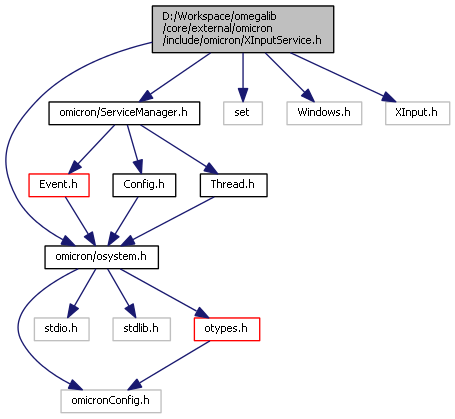 D:/Workspace/omegalib
/core/external/omicron
/include/omicron/XInputService.h
omicron/ServiceManager.h
set
Windows.h
XInput.h
Event.h
Config.h
Thread.h
omicron/osystem.h
stdio.h
stdlib.h
otypes.h
omicronConfig.h